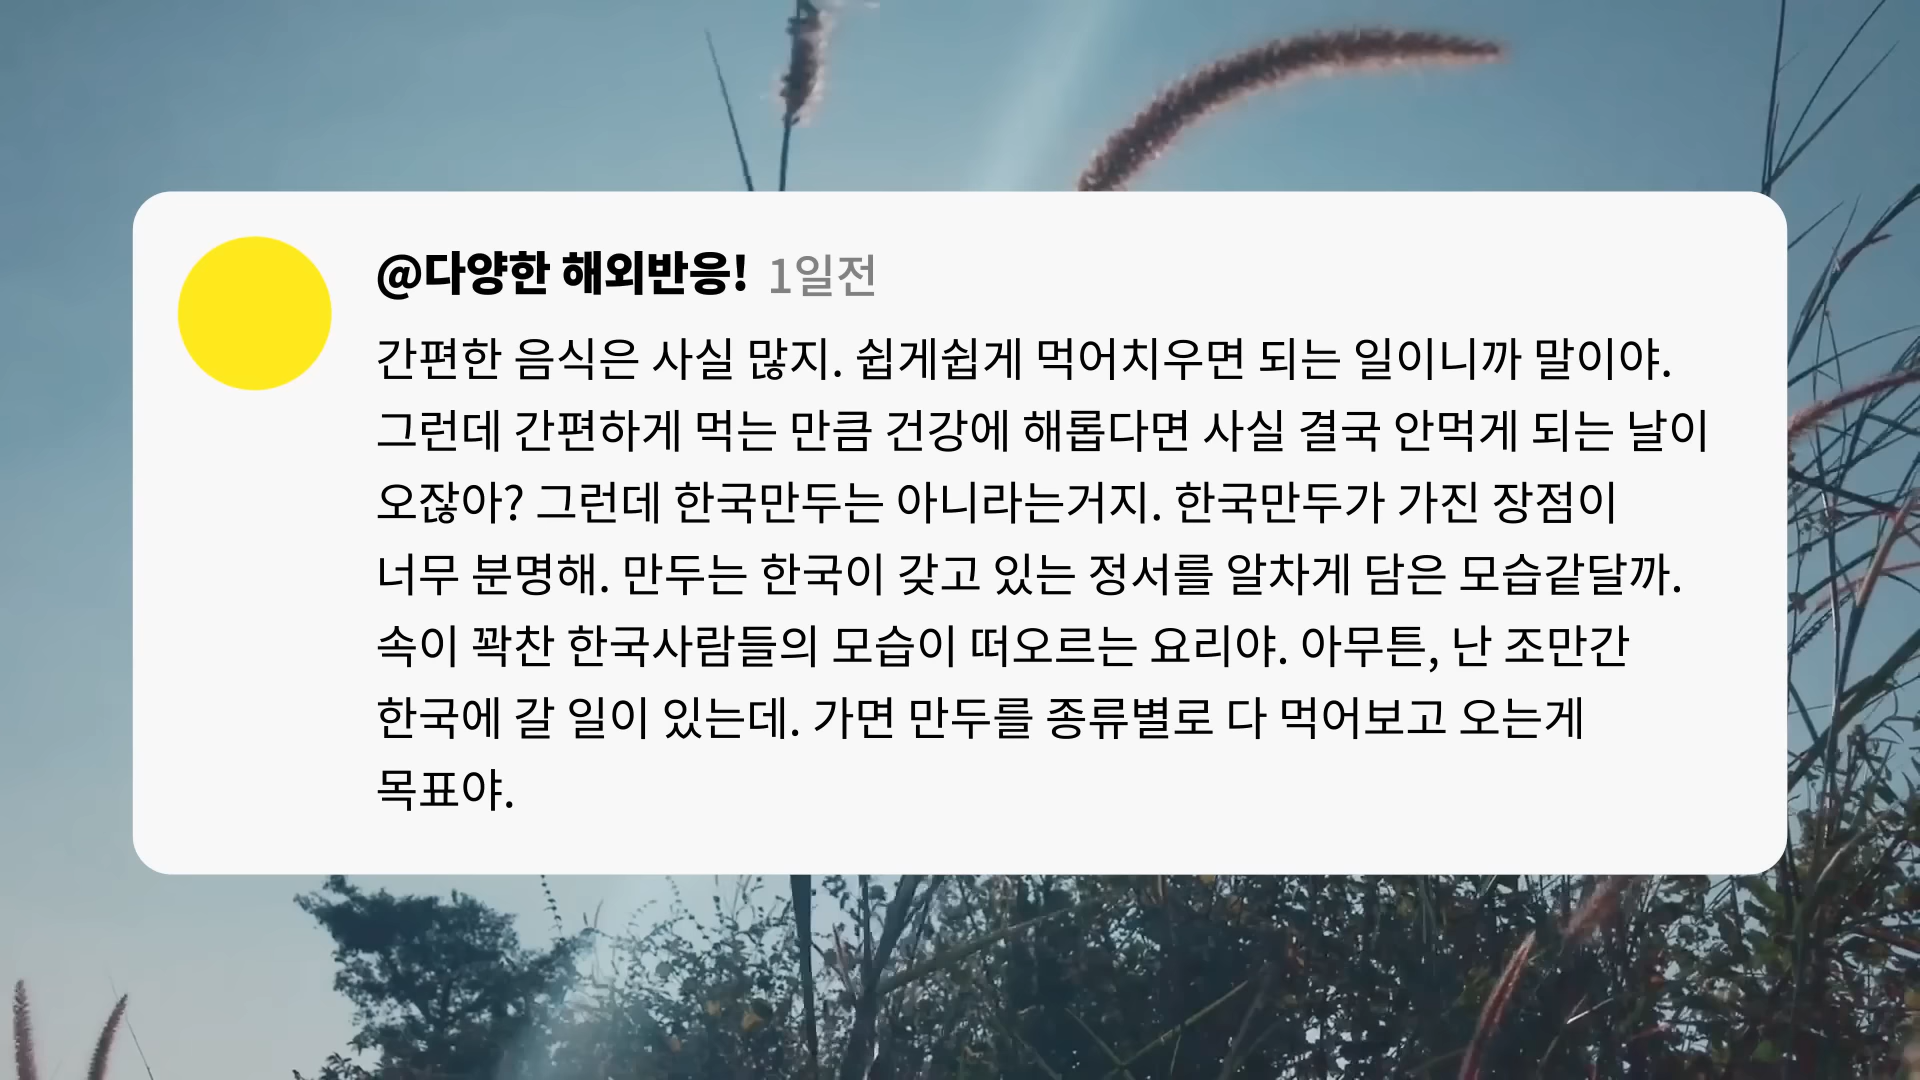 @다양한 해외반응! 1일전
간편한 음식은 사실 많지. 쉽게쉽게 먹어치우면 되는 일이니까 말이야.
그런데 간편하게 먹는 만큼 건강에 해롭다면 사실 결국 안먹게 되는 날이
오잖아? 그런데 한국만두는 아니라는거지. 한국만두가 가진 장점이
너무 분명해. 만두는 한국이 갖고 있는 정서를 알차게 담은 모습같달까.
속이 꽉찬 한국사람들의 모습이 떠오르는 요리야. 아무튼, 난 조만간
한국에 갈 일이 있는데. 가면 만두를 종류별로 다 먹어보고 오는게
목표야.